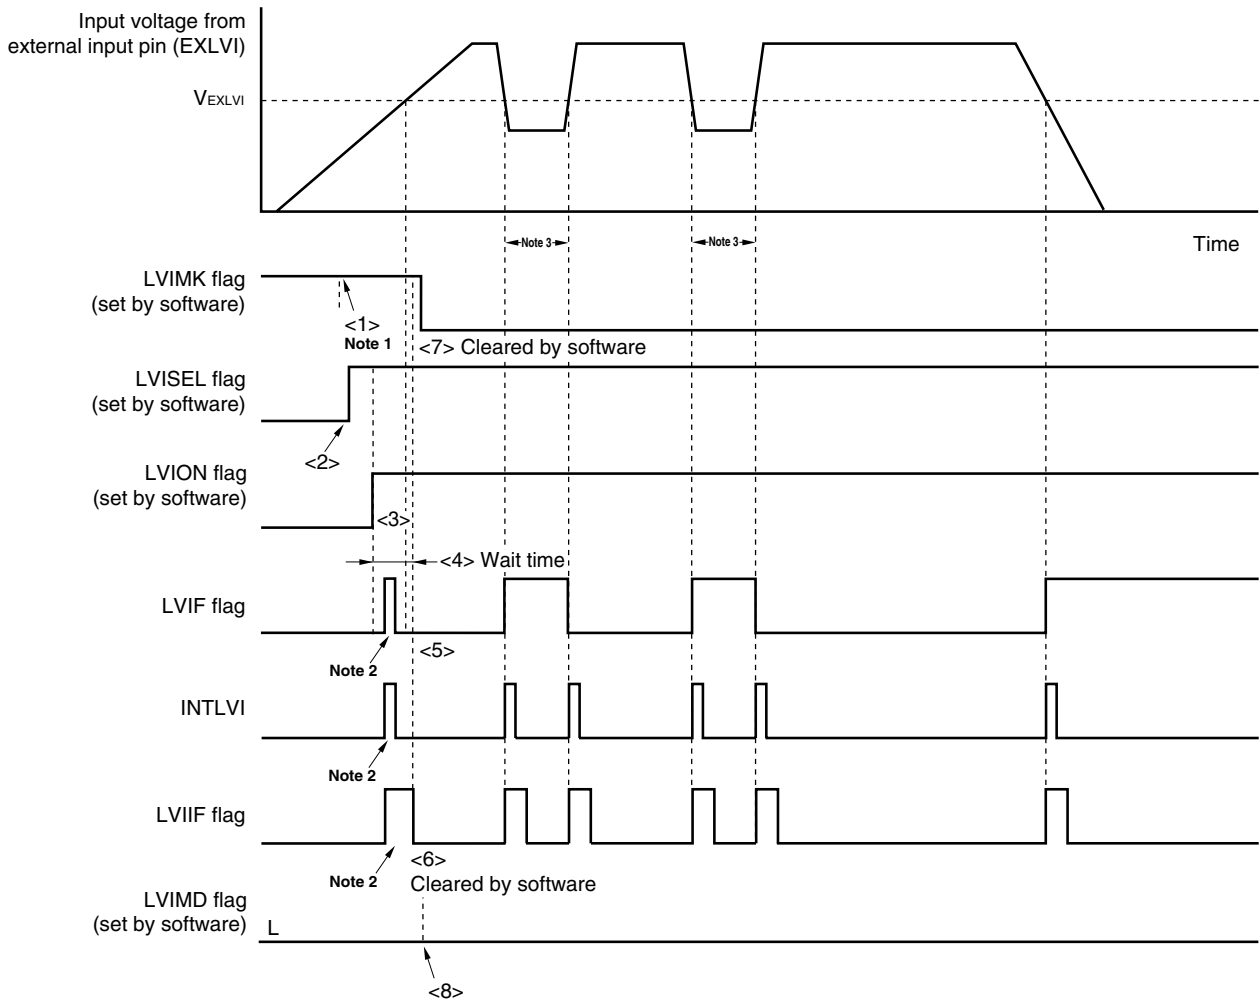 Input voltage from
external input pin (EXLVI)
VEXLVI
Note 3
Note 3
Time
LVIMK flag
(set by software)
<1>
Note 1
<7> Cleared by software
LVISEL flag
(set by software)
<2>
LVION flag
(set by software)
<3>
<4> Wait time
LVIF flag
Note 2
<5>
INTLVI
Note 2
LVIIF flag
Note 2
<6>
Cleared by software
LVIMD flag
(set by software)
L
<8>